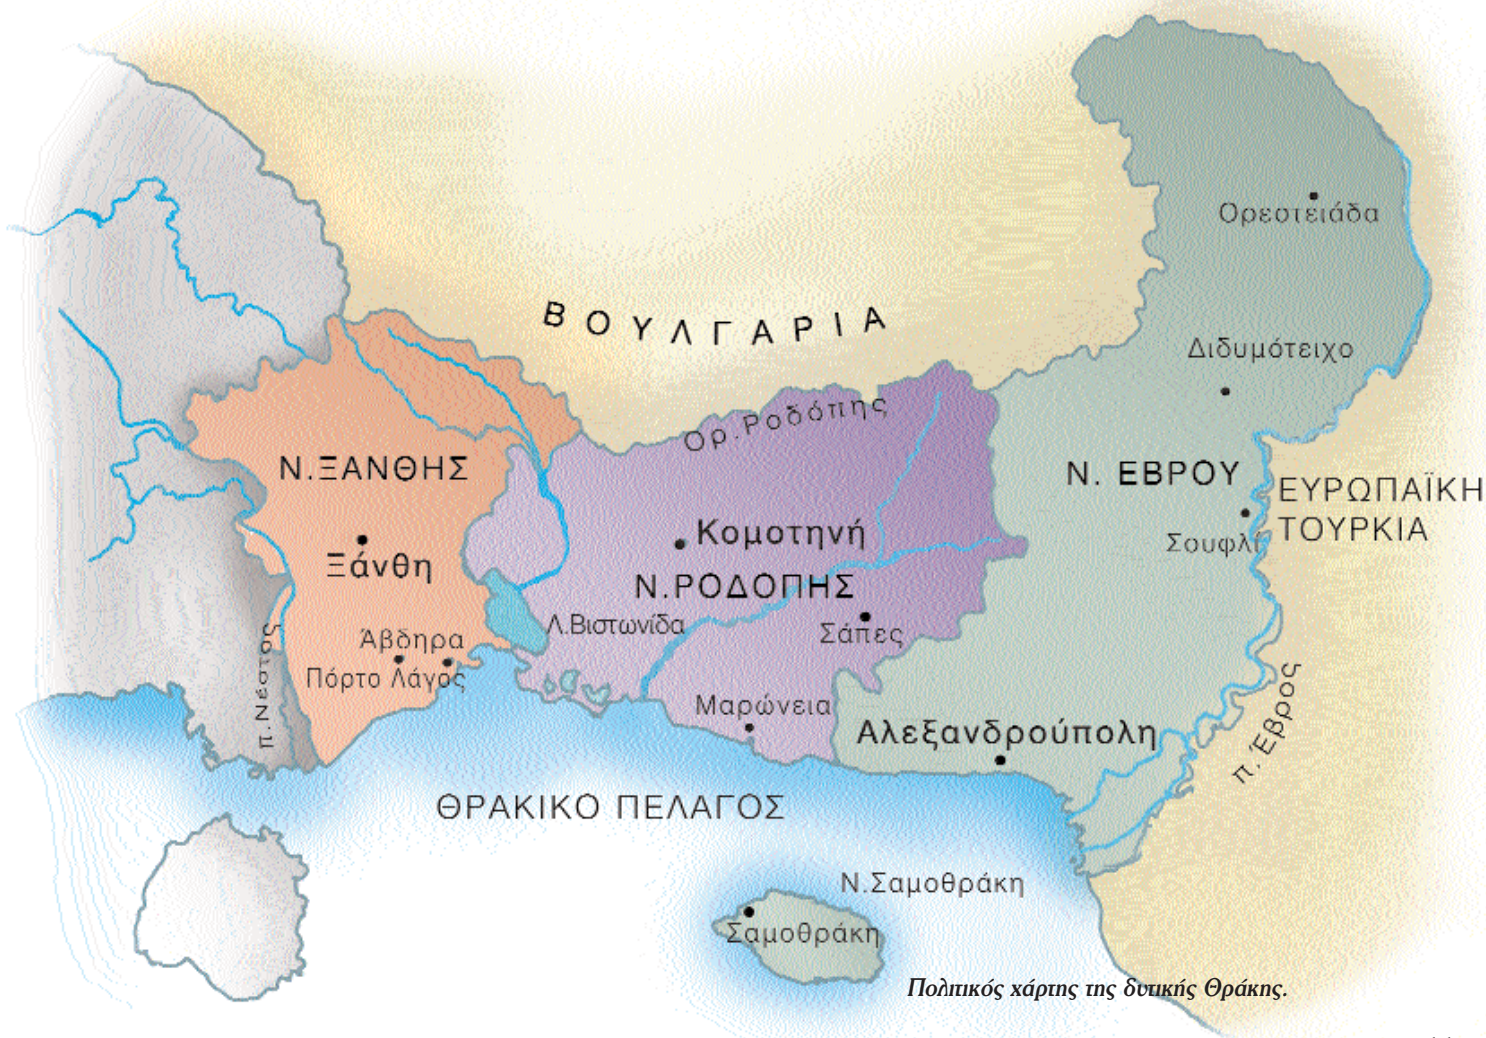 Ορεστειάδα
ΒΟΥΛΓΑΡΙΑ
Διδυμότειχο
Ορ.Ροδόπης
Ν.ΞΑΝΘΗΣ
Ν. ΕΒΡΟΥ
ΕΥΡΩΠΑΪΚΗ
ΤΟΥΡΚΙΑ
Κομοτηνή
Σουφλί
Ξάνθη
Ν.ΡΟΔΟΠΗΣ
Λ.Βιστωνίδα
Σάπες
Άβδηρα
Πόρτο Λάγος
π.Νέστος
Μαρώνεια
Αλεξανδρούπολη
π.Έβρος
ΘΡΑΚΙΚΟ ΠΕΛΑΓΟΣ
Ν.Σαμοθράκη
Σαμοθράκη
Πολιτικός χάρτης της δυτικής Θράκης.